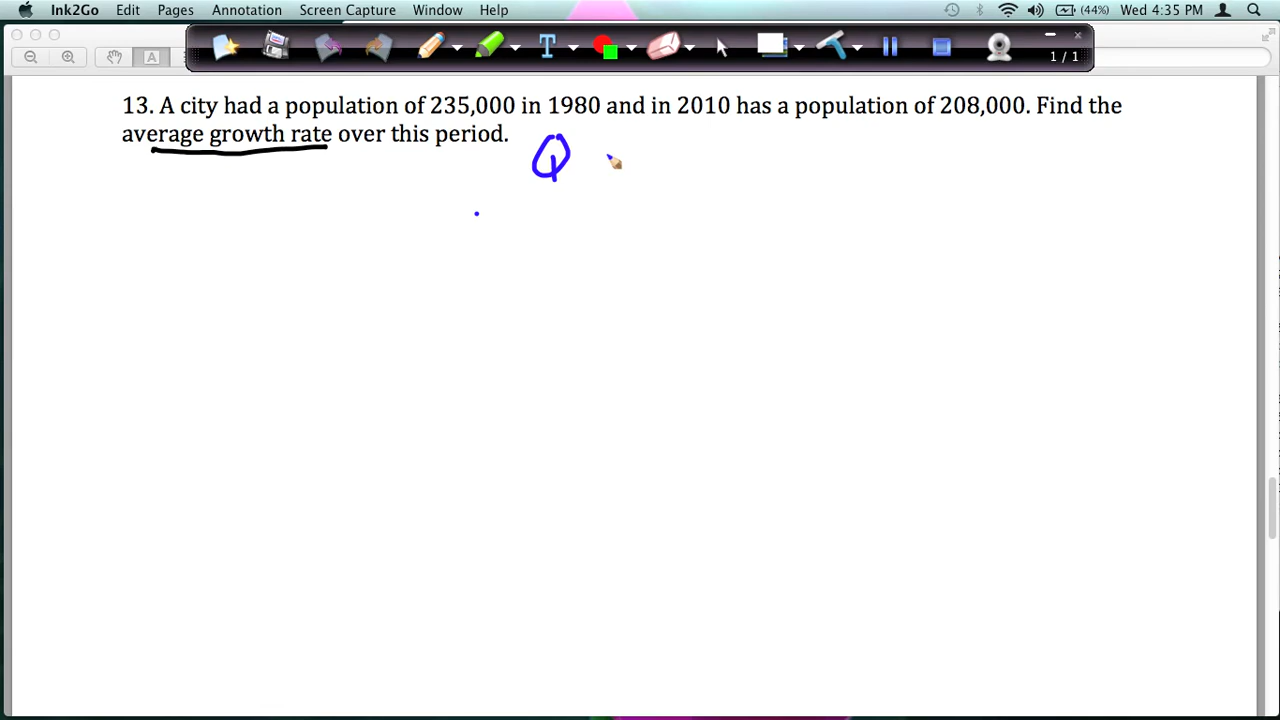 Ink2Go Edit Pages Annotation Screen Capture Window Help (44%) Wed 4:35 PM
T 1 / 1
A
13. A city had a population of 235,000 in 1980 and in 2010 has a population of 208,000. Find the
average growth rate over this period.
Q